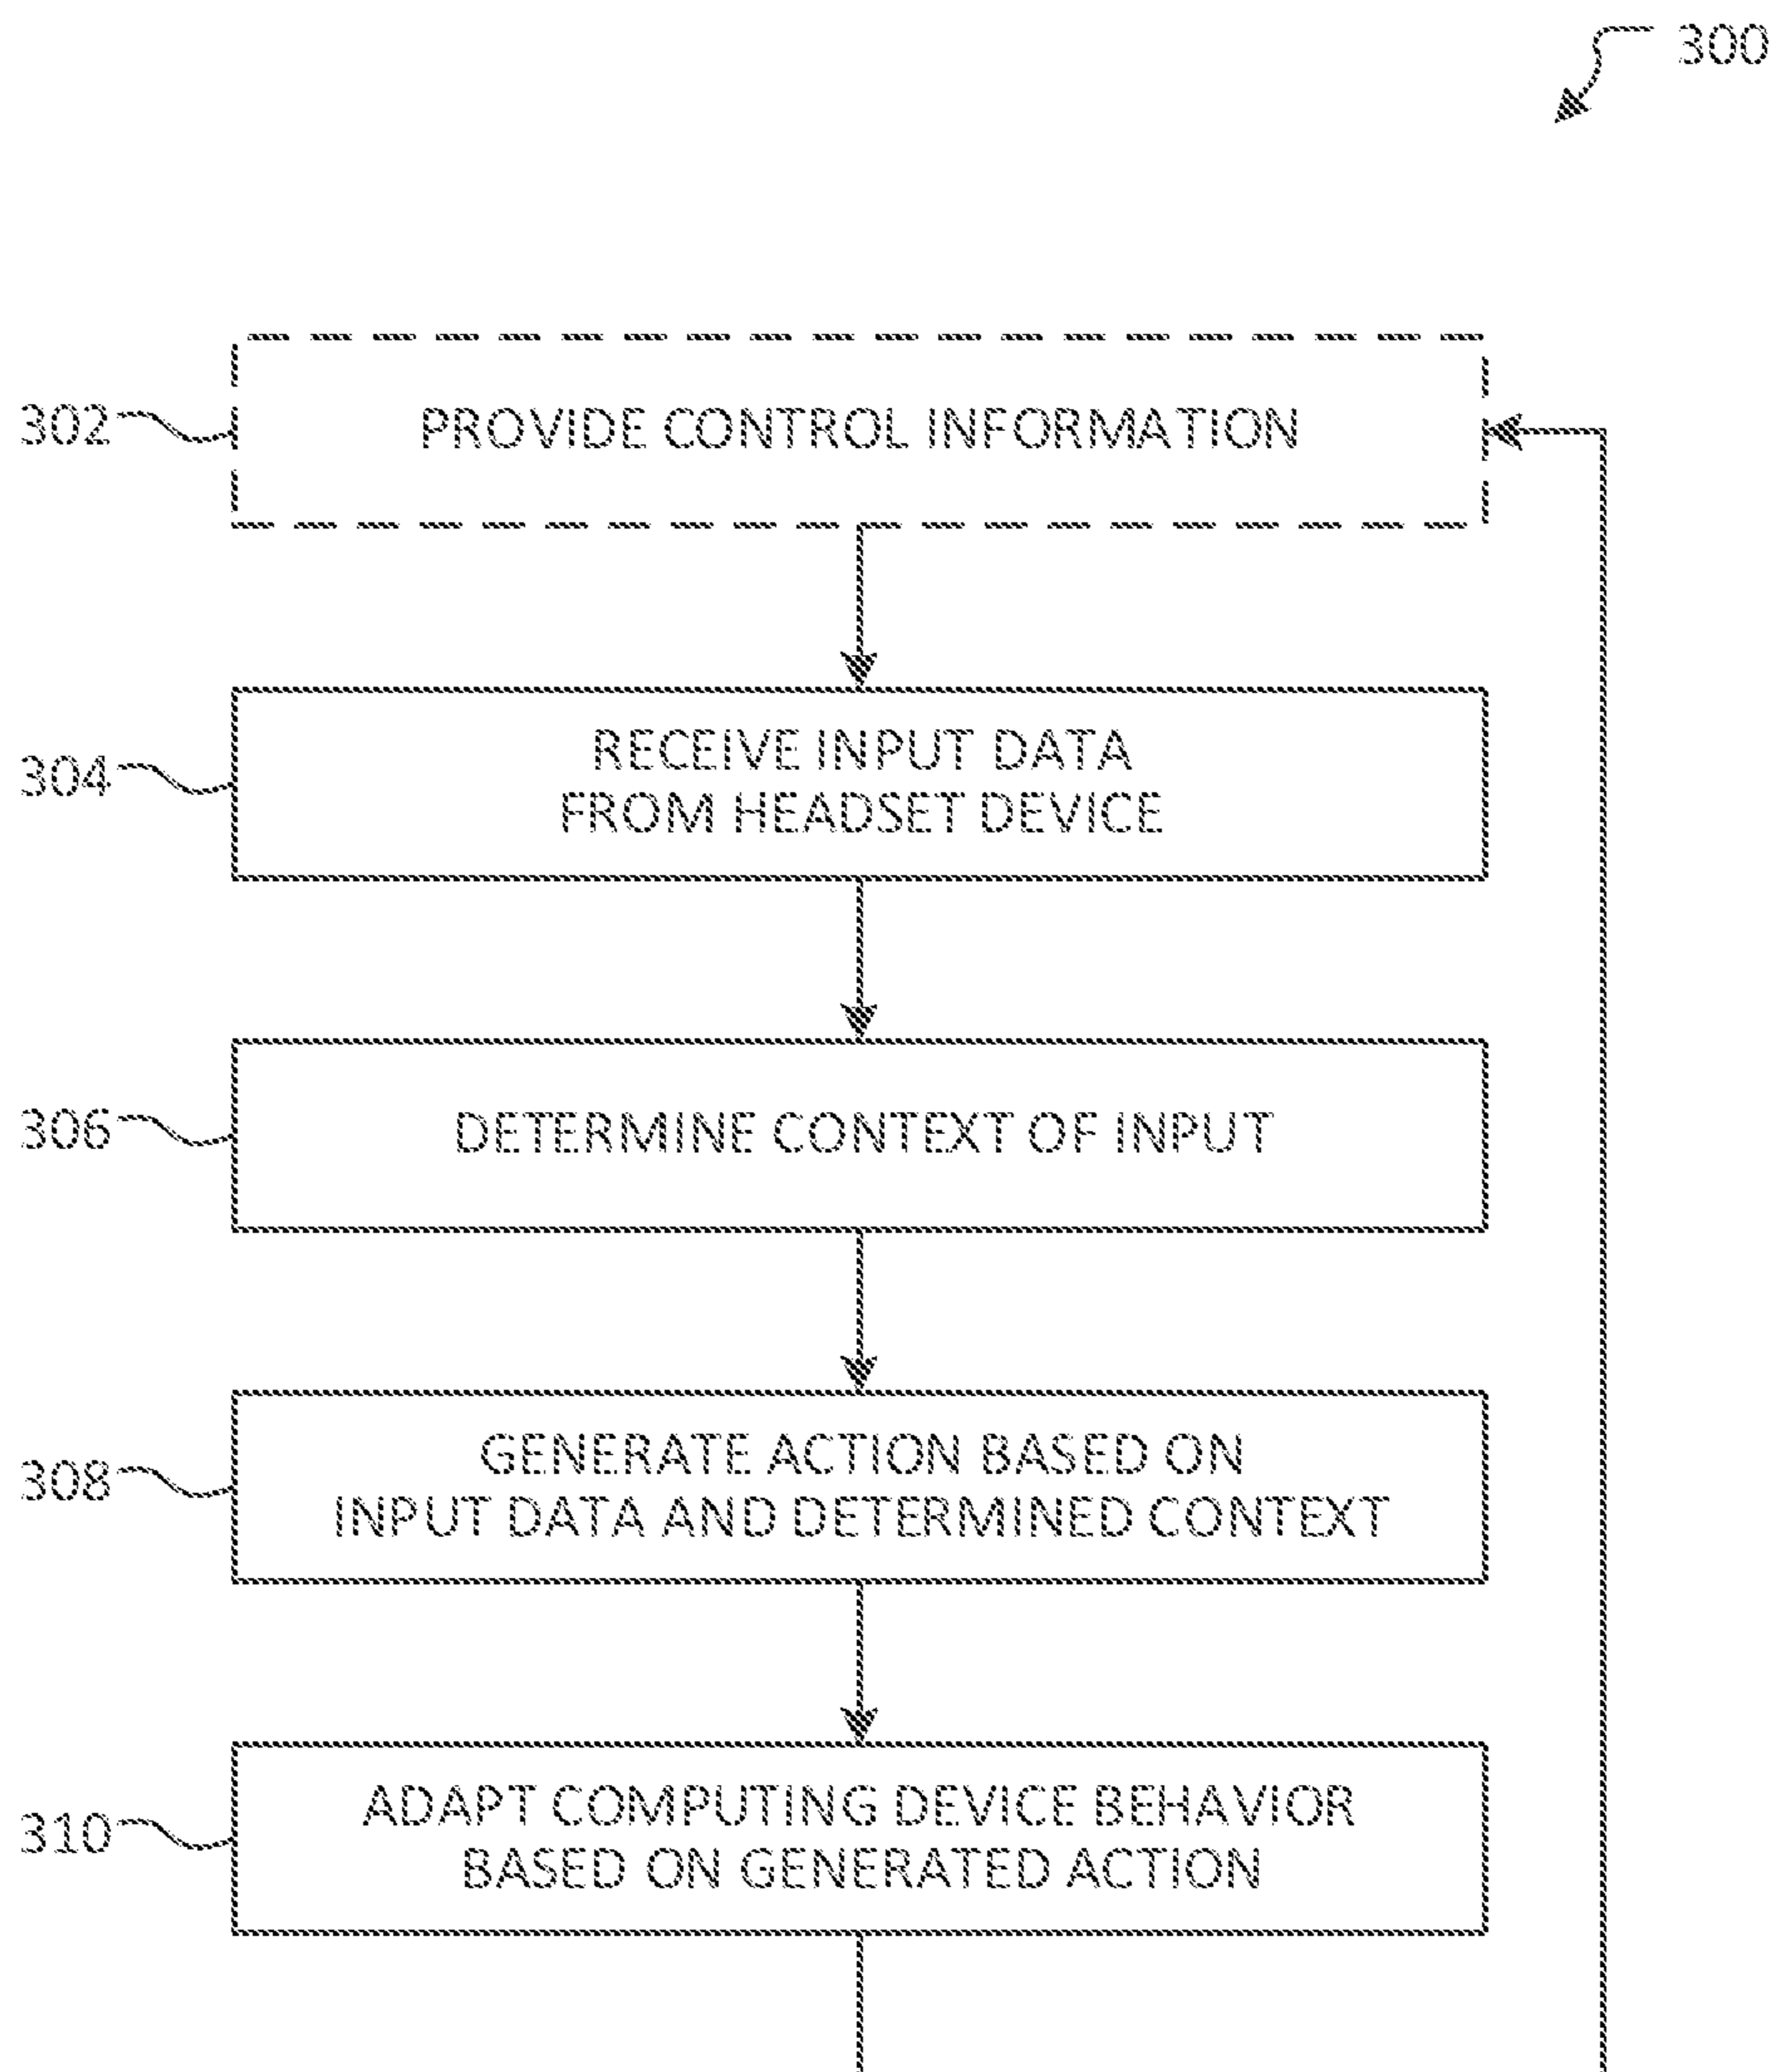 300
302
PROVIDE CONTROL INFORMATION
304
RECEIVE INPUT DATA
FROM HEADSET DEVICE
306
DETERMINE CONTEXT OF INPUT
308
GENERATE ACTION BASED ON
INPUT DATA AND DETERMINED CONTEXT
310
ADAPT COMPUTING DEVICE BEHAVIOR
BASED ON GENERATED ACTION